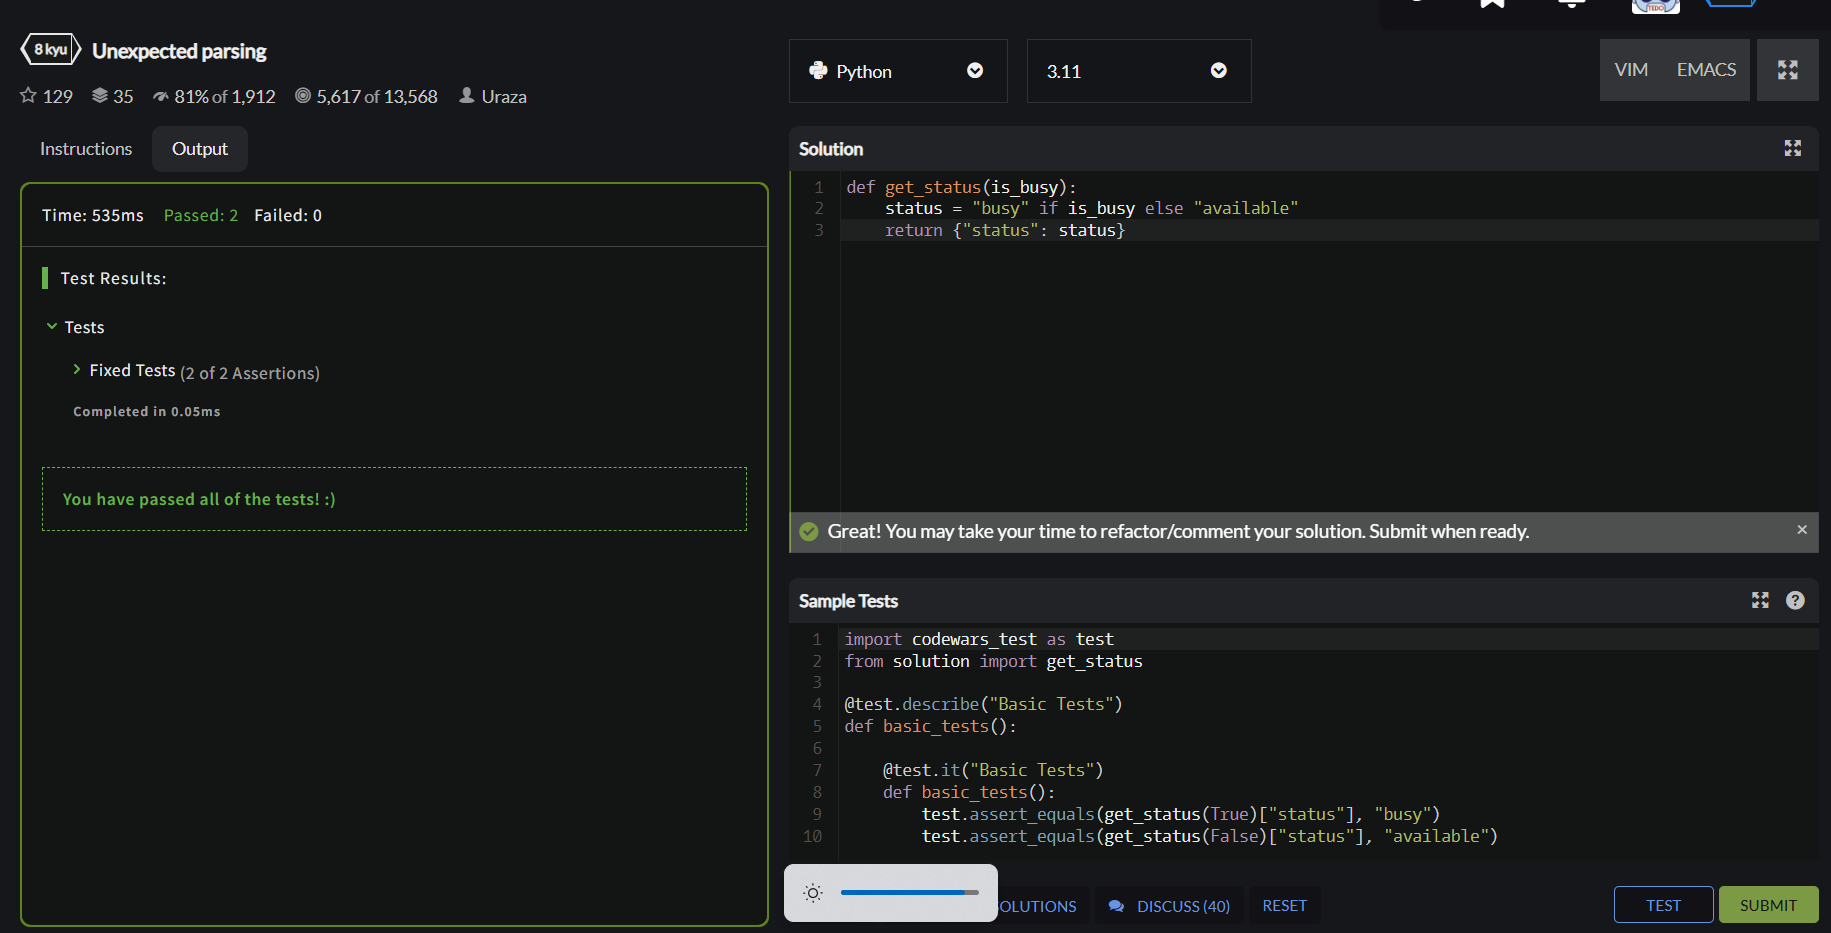 8 kyu Unexpected parsing
129 35 81% of 1,912 5,617 of 13,568 Uraza
Instructions Output
Time: 535ms Passed: 2 Failed: 0
Test Results:
Tests
Fixed Tests (2 of 2 Assertions)
Completed in 0.05ms
You have passed all of the tests! :)
TEDO
Python 3.11 VIM EMACS
Solution
1 def get_status(is_busy):
2     status = "busy" if is_busy else "available"
3     return {"status": status}
Great! You may take your time to refactor/comment your solution. Submit when ready. ×
Sample Tests ?
1 import codewars_test as test
2 from solution import get_status
3
4 @test.describe("Basic Tests")
5 def basic_tests():
6
7     @test.it("Basic Tests")
8     def basic_tests():
9         test.assert_equals(get_status(True)["status"], "busy")
10         test.assert_equals(get_status(False)["status"], "available")
OLUTIONS DISCUSS (40) RESET TEST SUBMIT